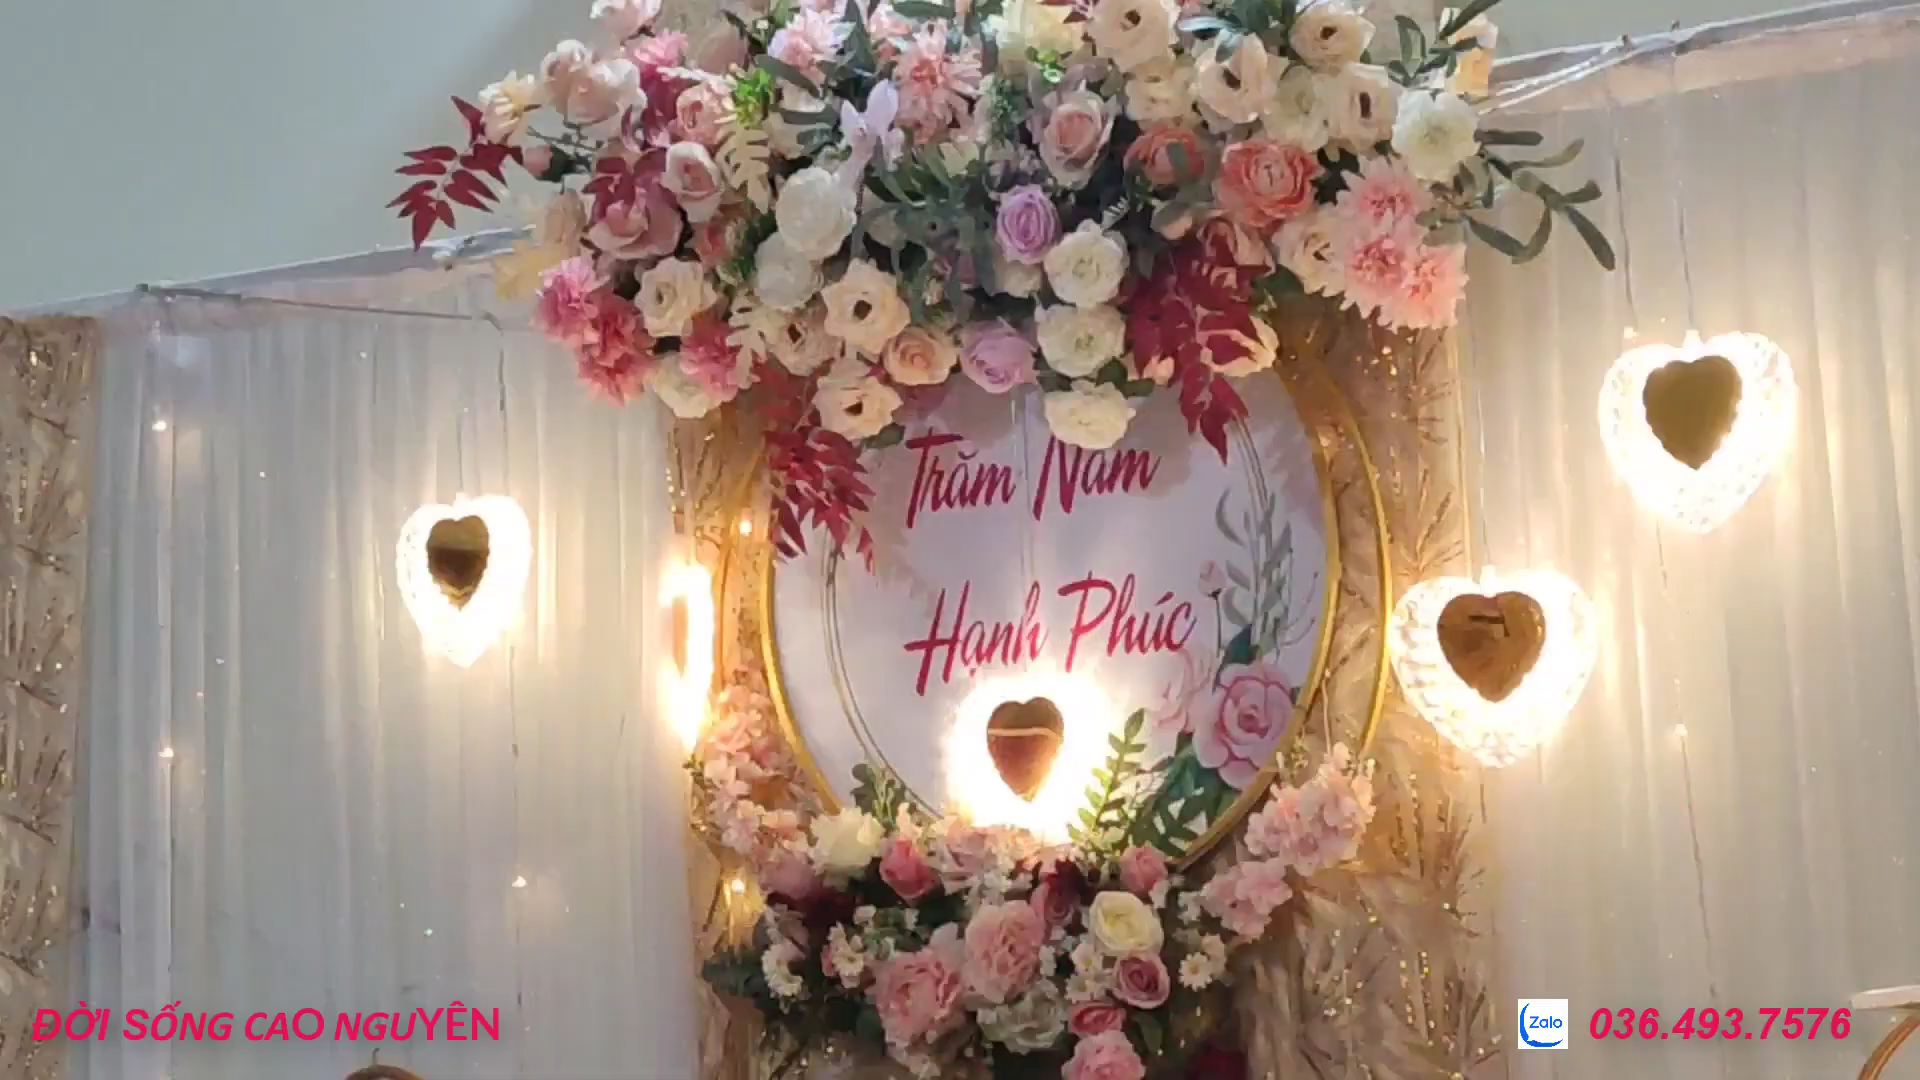 Trăm Năm
Hạnh Phúc
ĐỜI SỐNG CAO NGUYÊN
Zalo 036.493.7576